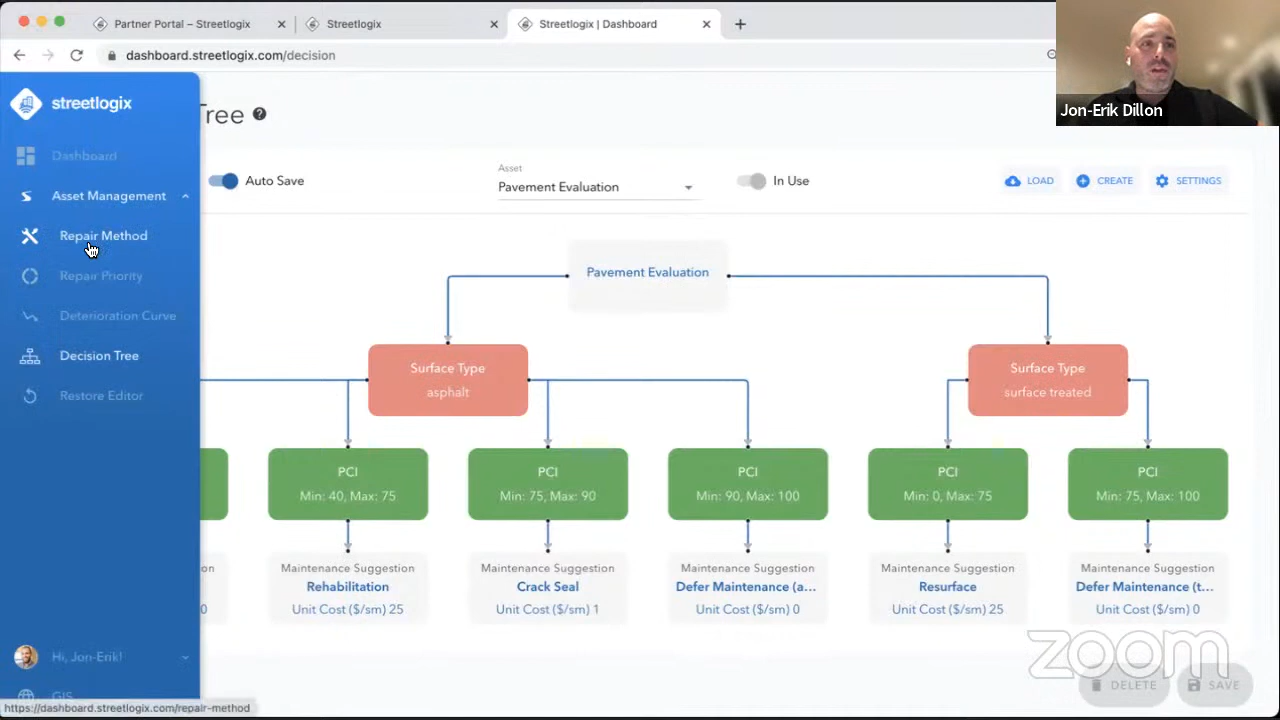 Partner Portal – Streetlogix
Streetlogix
Streetlogix | Dashboard
dashboard.streetlogix.com/decision
Jon-Erik Dillon
streetlogix
Dashboard
Asset Management
Repair Method
Repair Priority
Deterioration Curve
Decision Tree
Restore Editor
Hi, Jon-Erik!
GIS
https://dashboard.streetlogix.com/repair-method
Tree
Auto Save
Asset
Pavement Evaluation
In Use
LOAD
CREATE
SETTINGS
Pavement Evaluation
Surface Type
asphalt
Surface Type
surface treated
PCI
Min: 40, Max: 75
PCI
Min: 75, Max: 90
PCI
Min: 90, Max: 100
PCI
Min: 0, Max: 75
PCI
Min: 75, Max: 100
on
0
Maintenance Suggestion
Rehabilitation
Unit Cost ($/sm) 25
Maintenance Suggestion
Crack Seal
Unit Cost ($/sm) 1
Maintenance Suggestion
Defer Maintenance (a...
Unit Cost ($/sm) 0
Maintenance Suggestion
Resurface
Unit Cost ($/sm) 25
Maintenance Suggestion
Defer Maintenance (t...
Unit Cost ($/sm) 0
zoom
DELETE
SAVE